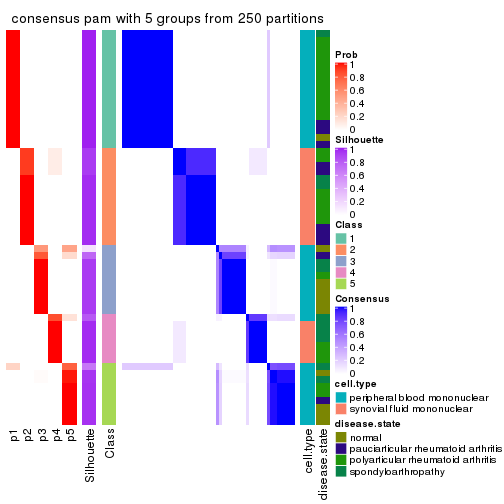 consensus pam with 5 groups from 250 partitions
Prob
1
0.8
0.6
0.4
0.2
0
Silhouette
1
0.8
0.6
0.4
0.2
0
Class
1
2
3
4
5
Consensus
1
0.8
0.6
0.4
0.2
0
cell.type
peripheral blood mononuclear
synovial fluid mononuclear
disease.state
normal
pauciarticular rheumatoid arthritis
polyarticular rheumatoid arthritis
spondyloarthropathy
p1
p2
p3
p4
p5
Silhouette
Class
cell.type
disease.state